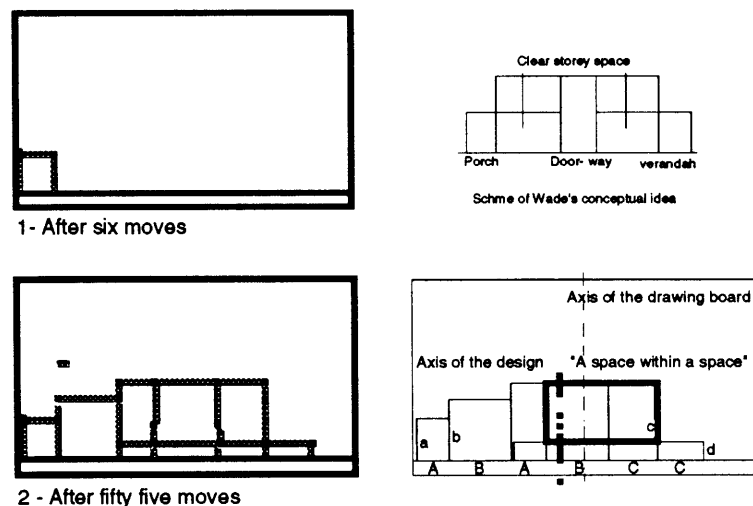 Clear storey space
Porch Door- way verandah
Schme of Wade's conceptual idea
1- After six moves
Axis of the drawing board
Axis of the design "A space within a space"
a b c d
A B A B C C
2 - After fifty five moves